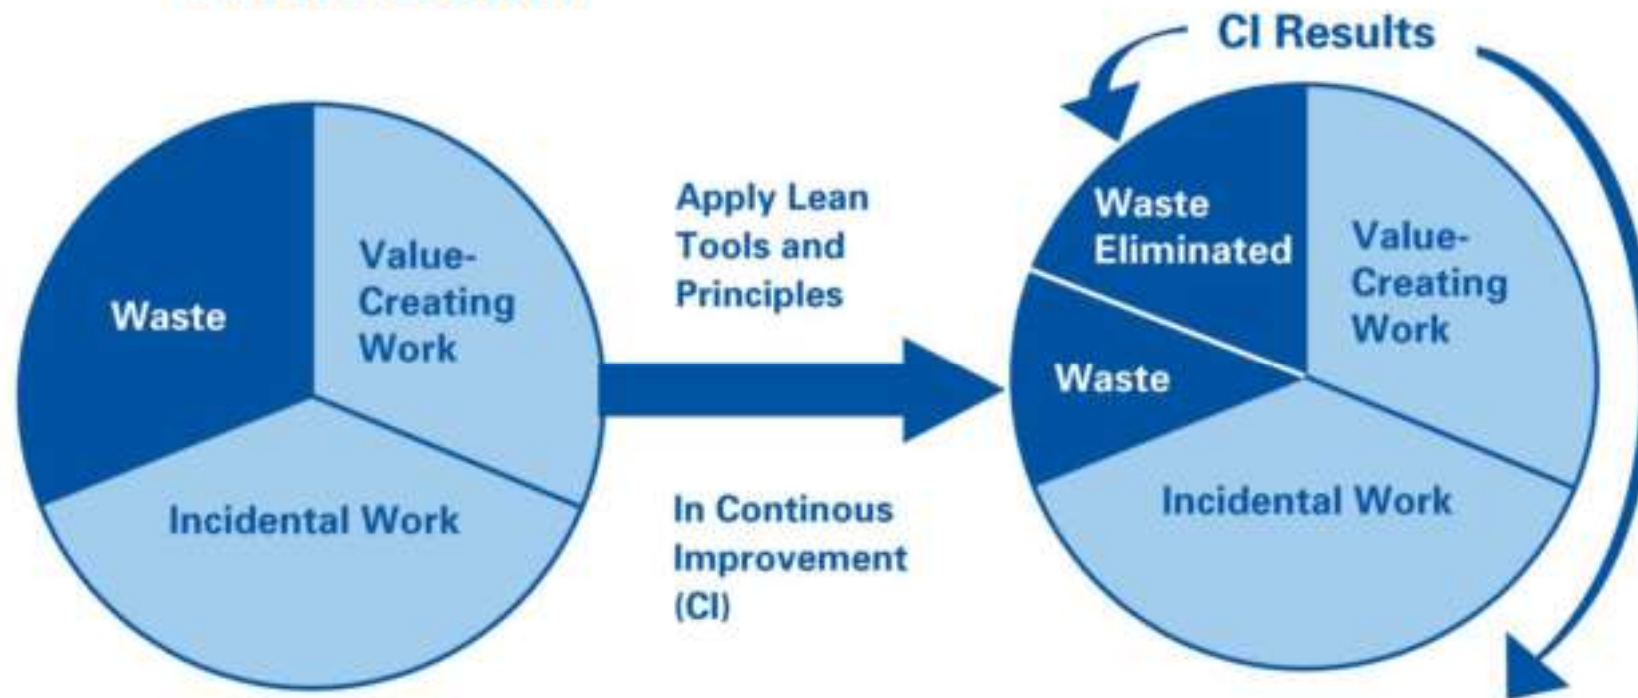 CI Results
Waste
Value-
Creating
Work
Incidental Work
Apply Lean
Tools and
Principles
In Continous
Improvement
(CI)
Waste
Eliminated
Waste
Value-
Creating
Work
Incidental Work